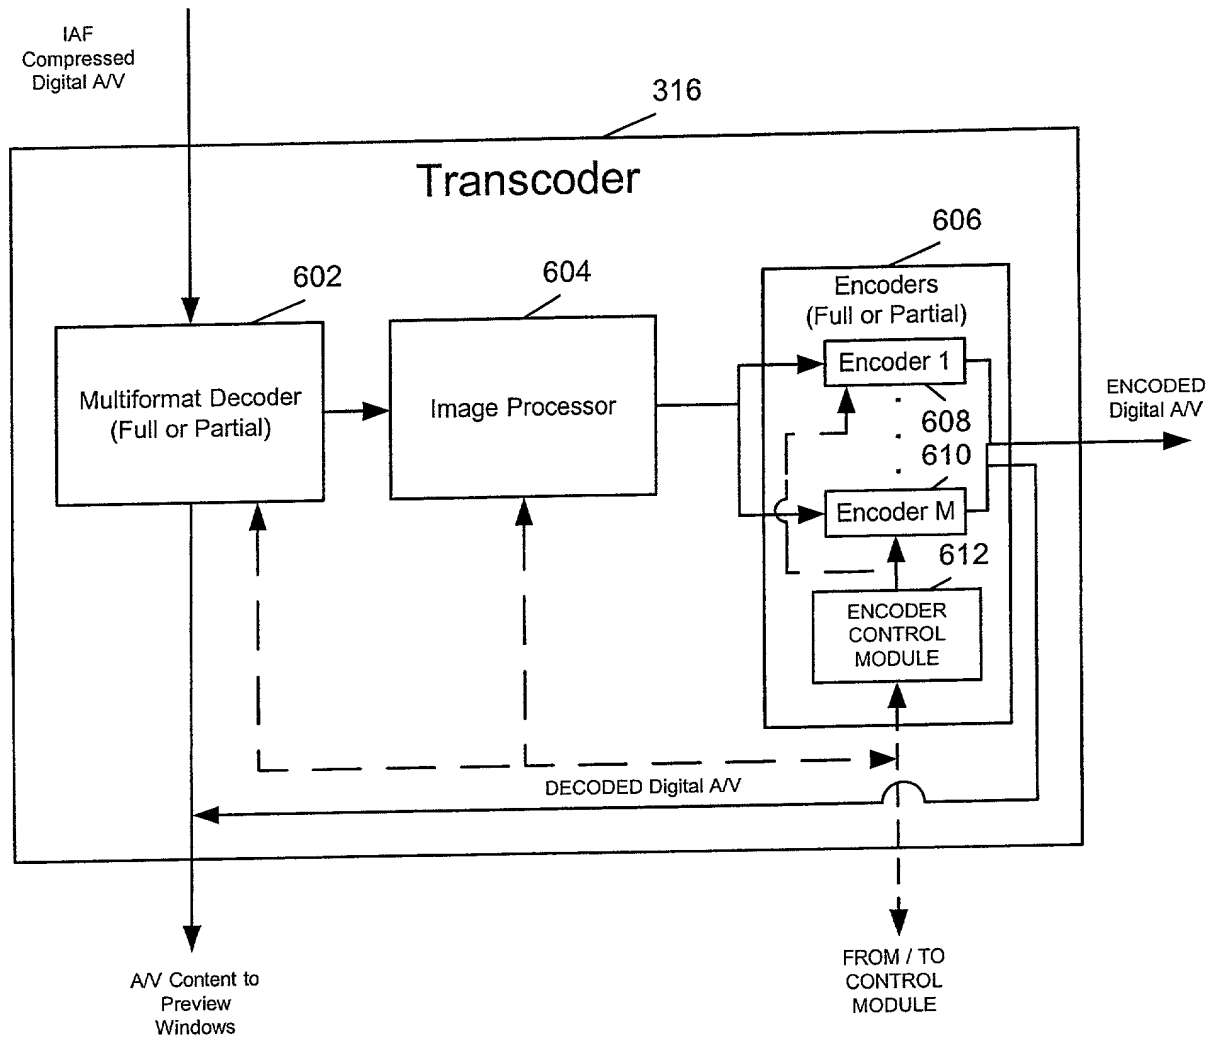 IAF
Compressed
Digital A/V
316
Transcoder
606
602
604
Encoders
(Full or Partial)
Multiformat Decoder
(Full or Partial)
Image Processor
Encoder 1
608
610
Encoder M
612
ENCODER
CONTROL
MODULE
ENCODED
Digital A/V
DECODED Digital A/V
A/V Content to
Preview
Windows
FROM / TO
CONTROL
MODULE